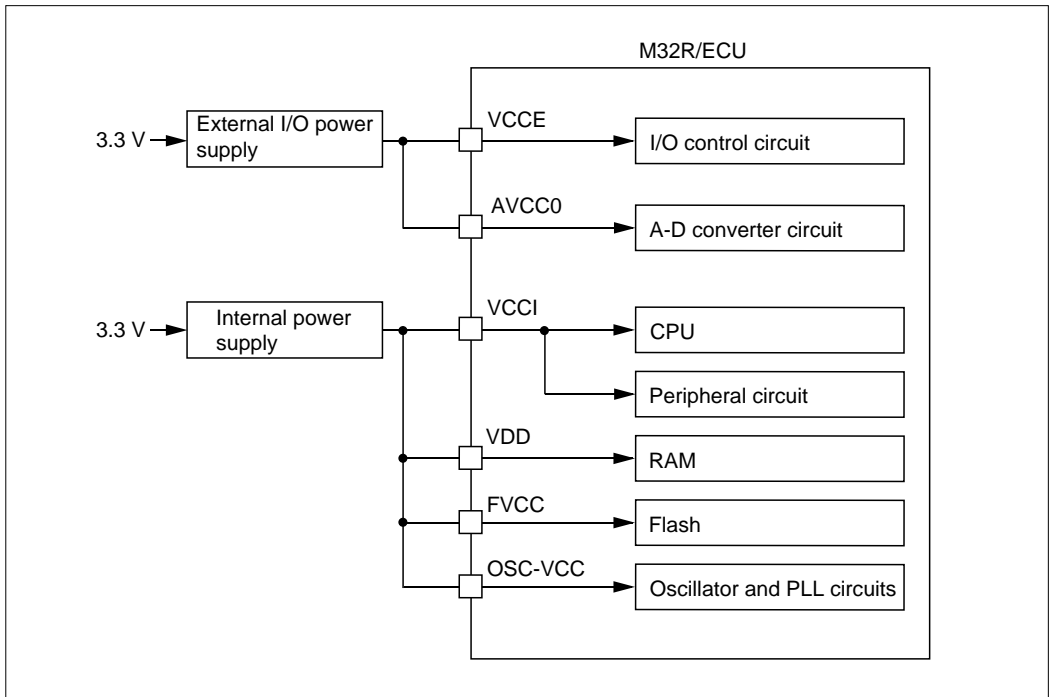 M32R/ECU
3.3 V
External I/O power
supply
VCCE
I/O control circuit
AVCC0
A-D converter circuit
3.3 V
Internal power
supply
VCCI
CPU
Peripheral circuit
VDD
RAM
FVCC
Flash
OSC-VCC
Oscillator and PLL circuits